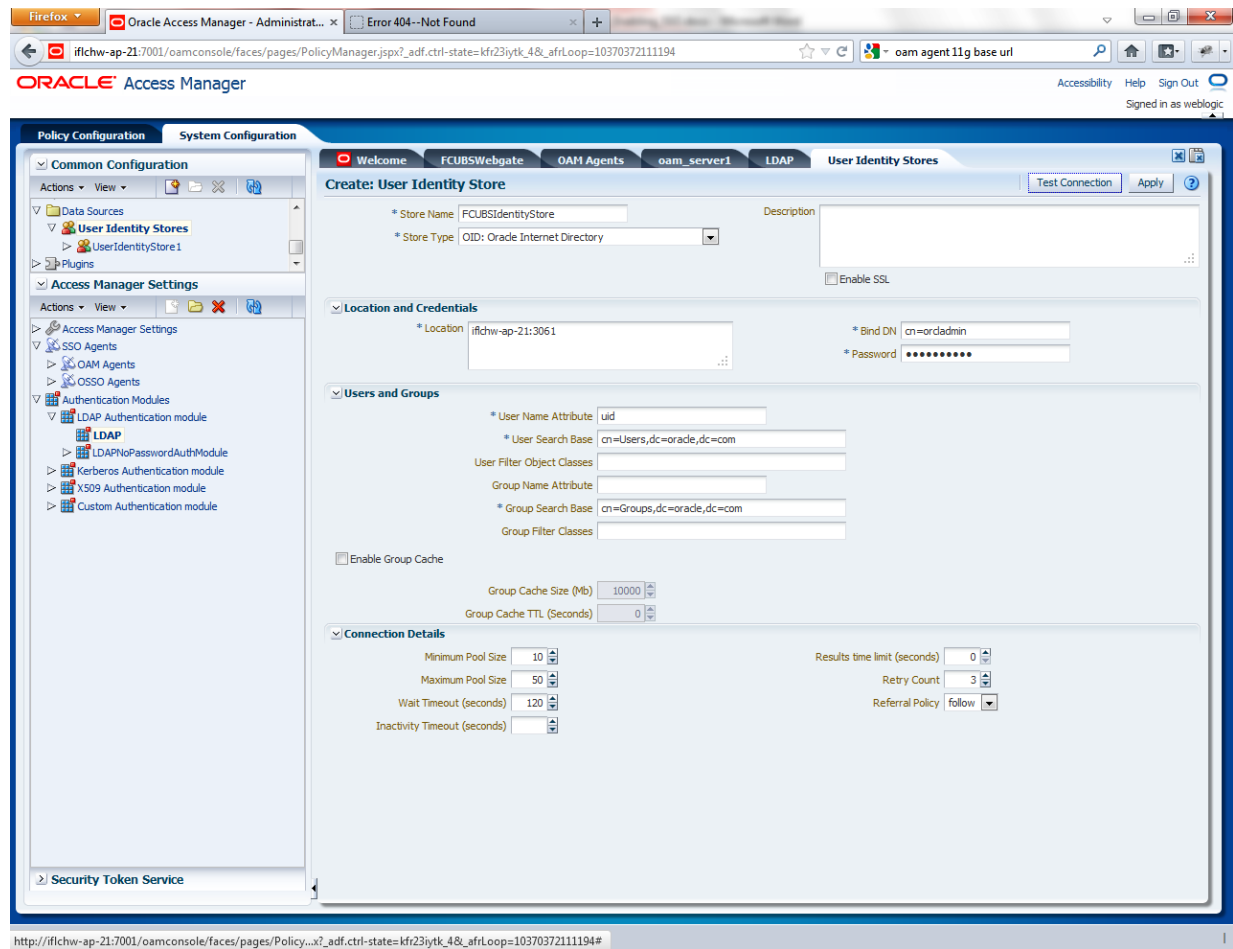 Firefox
Oracle Access Manager - Administrat... ×
Error 404--Not Found ×
+
iflchw-ap-21:7001/oamconsole/faces/pages/PolicyManager.jspx?_adf.ctrl-state=kfr23iytk_4&_afrLoop=10370372111194
oam agent 11g base url
ORACLE Access Manager
Accessibility Help Sign Out
Signed in as weblogic
Policy Configuration System Configuration
Common Configuration
Actions View
Data Sources
User Identity Stores
UserIdentityStore1
Plugins
Access Manager Settings
Actions View
Access Manager Settings
SSO Agents
OAM Agents
OSSO Agents
Authentication Modules
LDAP Authentication module
LDAP
LDAPNoPasswordAuthModule
Kerberos Authentication module
X509 Authentication module
Custom Authentication module
Security Token Service
Welcome FCUBSWebgate OAM Agents oam_server1 LDAP User Identity Stores
Create: User Identity Store
Test Connection Apply ?
* Store Name FCUBSIdentityStore
Description
* Store Type OID: Oracle Internet Directory
Enable SSL
Location and Credentials
* Location iflchw-ap-21:3061
* Bind DN cn=orcladmin
* Password ●●●●●●●●●●
Users and Groups
* User Name Attribute uid
* User Search Base cn=Users,dc=oracle,dc=com
User Filter Object Classes
Group Name Attribute
* Group Search Base cn=Groups,dc=oracle,dc=com
Group Filter Classes
Enable Group Cache
Group Cache Size (Mb) 10000
Group Cache TTL (Seconds) 0
Connection Details
Minimum Pool Size 10
Results time limit (seconds) 0
Maximum Pool Size 50
Retry Count 3
Wait Timeout (seconds) 120
Referral Policy follow
Inactivity Timeout (seconds)
http://iflchw-ap-21:7001/oamconsole/faces/pages/Policy...x?_adf.ctrl-state=kfr23iytk_4&_afrLoop=10370372111194#